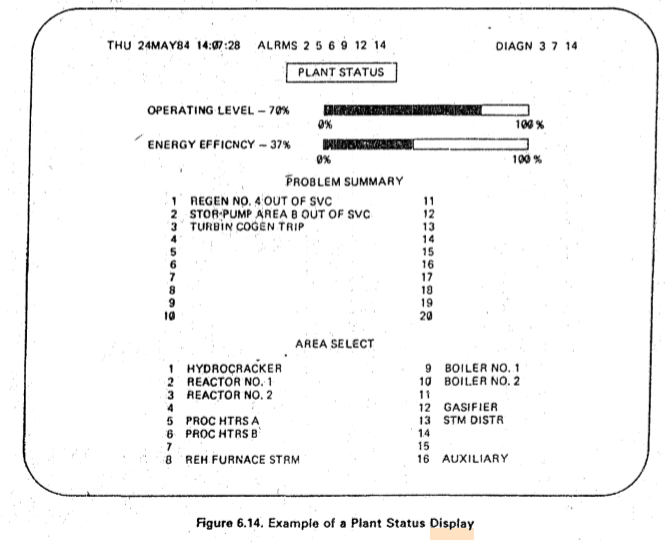 THU 24MAY84 14:07:28 ALRMS 2 5 6 9 12 14 DIAGN 3 7 14
PLANT STATUS
OPERATING LEVEL – 70%
0% 100 %
ENERGY EFFICNCY – 37%
0% 100 %
PROBLEM SUMMARY
1 REGEN NO. 4 OUT OF SVC 11
2 STOR-PUMP AREA B OUT OF SVC 12
3 TURBIN COGEN TRIP 13
4 14
5 15
6 16
7 17
8 18
9 19
10 20
AREA SELECT
1 HYDROCRACKER 9 BOILER NO. 1
2 REACTOR NO. 1 10 BOILER NO. 2
3 REACTOR NO. 2 11
4 12 GASIFIER
5 PROC HTRS A 13 STM DISTR
6 PROC HTRS B 14
7 15
8 REH FURNACE STRM 16 AUXILIARY
Figure 6.14. Example of a Plant Status Display